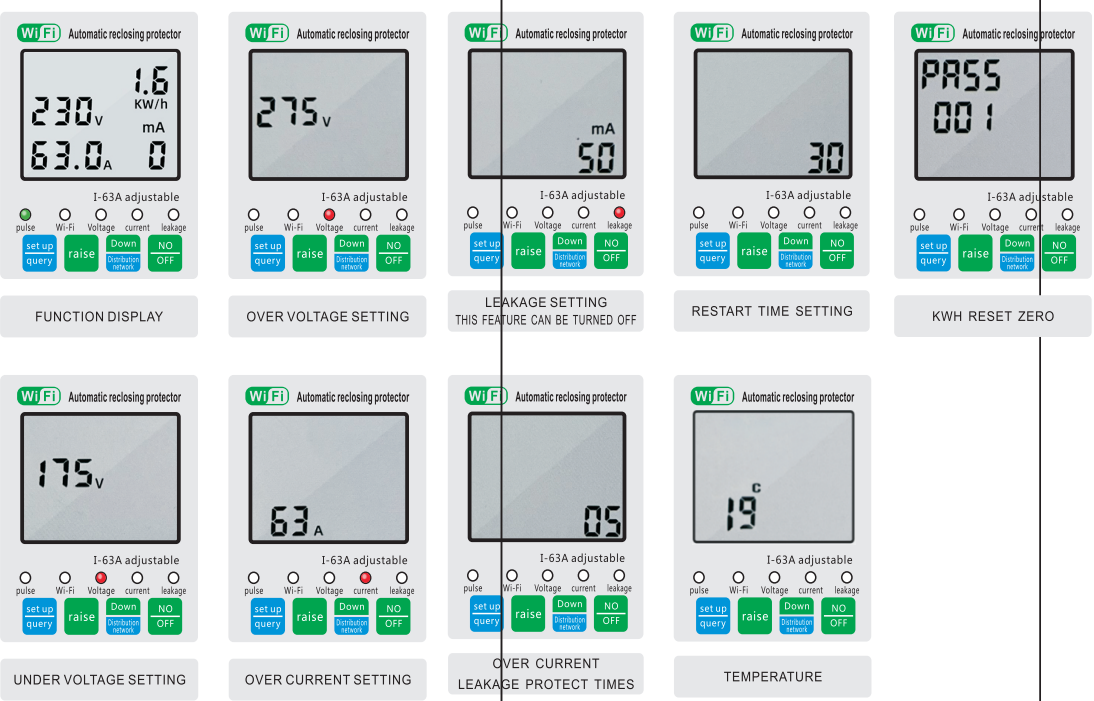 WiFi Automatic reclosing protector
1.6
KW/h
230V
mA
63.0A 0
I-63A adjustable
pulse Wi-Fi Voltage current leakage
set up query raise Down Distribution network NO OFF
FUNCTION DISPLAY
WiFi Automatic reclosing protector
275V
I-63A adjustable
pulse Wi-Fi Voltage current leakage
set up query raise Down Distribution network NO OFF
OVER VOLTAGE SETTING
WiFi Automatic reclosing protector
mA
50
I-63A adjustable
pulse Wi-Fi Voltage current leakage
set up query raise Down Distribution network NO OFF
LEAKAGE SETTING
THIS FEATURE CAN BE TURNED OFF
WiFi Automatic reclosing protector
30
I-63A adjustable
pulse Wi-Fi Voltage current leakage
set up query raise Down Distribution network NO OFF
RESTART TIME SETTING
WiFi Automatic reclosing protector
PASS
001
I-63A adjustable
pulse Wi-Fi Voltage current leakage
set up query raise Down Distribution network NO OFF
KWH RESET ZERO
WiFi Automatic reclosing protector
175V
I-63A adjustable
pulse Wi-Fi Voltage current leakage
set up query raise Down Distribution network NO OFF
UNDER VOLTAGE SETTING
WiFi Automatic reclosing protector
63A
I-63A adjustable
pulse Wi-Fi Voltage current leakage
set up query raise Down Distribution network NO OFF
OVER CURRENT SETTING
WiFi Automatic reclosing protector
05
I-63A adjustable
pulse Wi-Fi Voltage current leakage
set up query raise Down Distribution network NO OFF
OVER CURRENT
LEAKAGE PROTECT TIMES
WiFi Automatic reclosing protector
19 C
I-63A adjustable
pulse Wi-Fi Voltage current leakage
set up query raise Down Distribution network NO OFF
TEMPERATURE